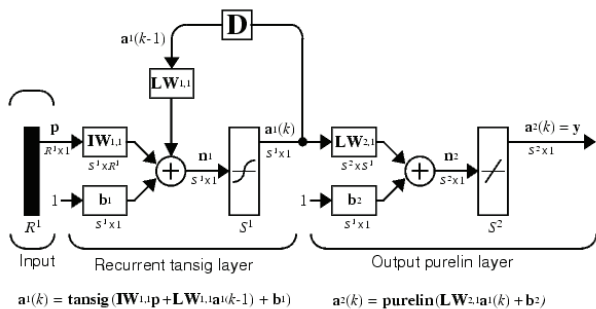 D
a¹(k-1)
LW1,1
p
R¹x1
IW1,1
S¹xR¹
1
b1
S¹x1
R¹
n1
S¹x1
a¹(k)
S¹x1
S¹
LW2,1
S²xS¹
1
b2
S²x1
n2
S²x1
S²
a²(k) = y
S²x1
Input
Recurrent tansig layer
Output purelin layer
a¹(k) = tansig (IW1,1p+LW1,1a¹(k-1) + b1)
a²(k) = purelin(LW2,1a¹(k)+b2)